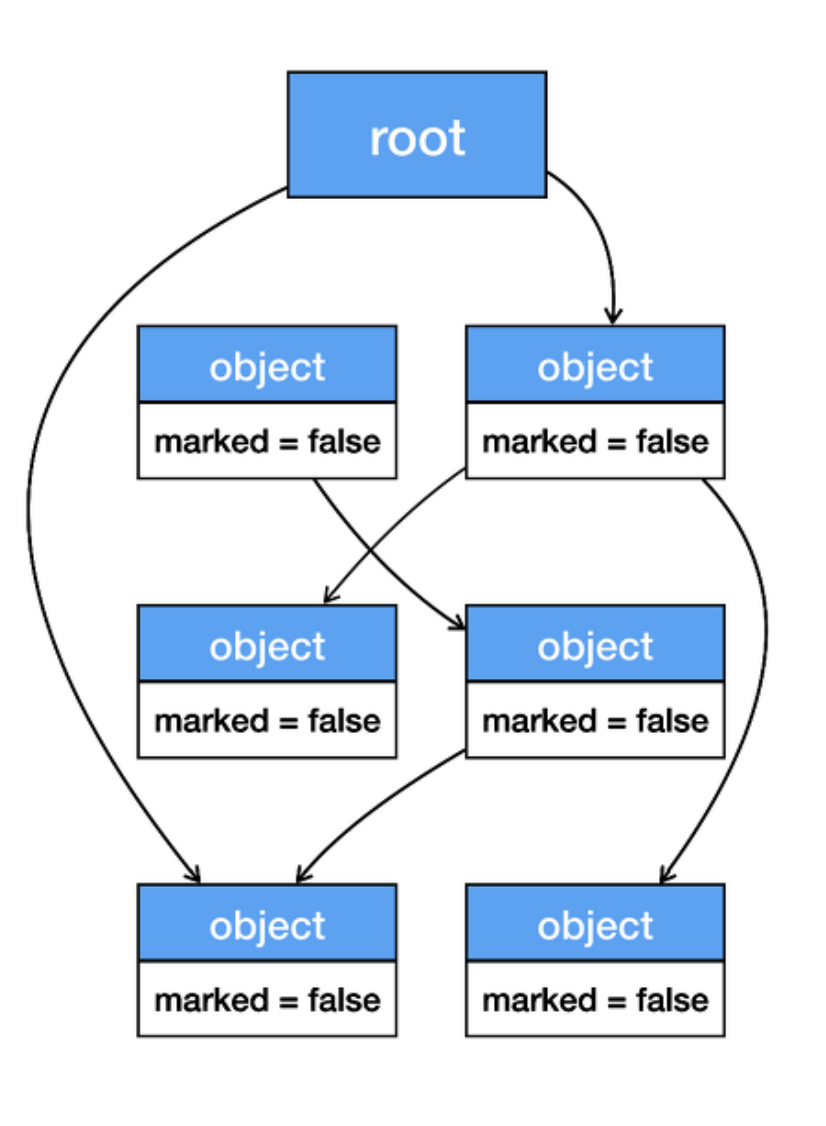 root
object
marked = false
object
marked = false
object
marked = false
object
marked = false
object
marked = false
object
marked = false